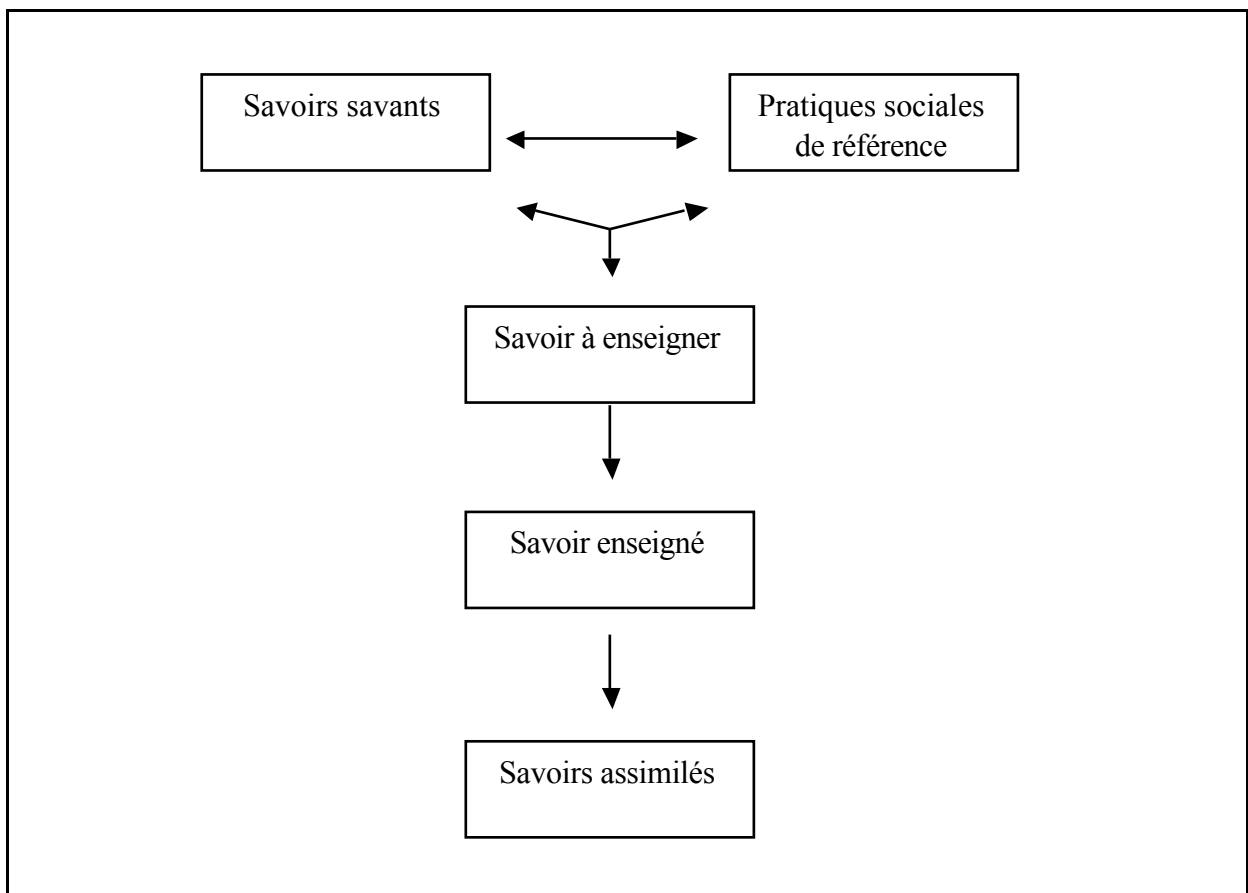 Savoirs savants
Pratiques sociales
de référence
Savoir à enseigner
Savoir enseigné
Savoirs assimilés